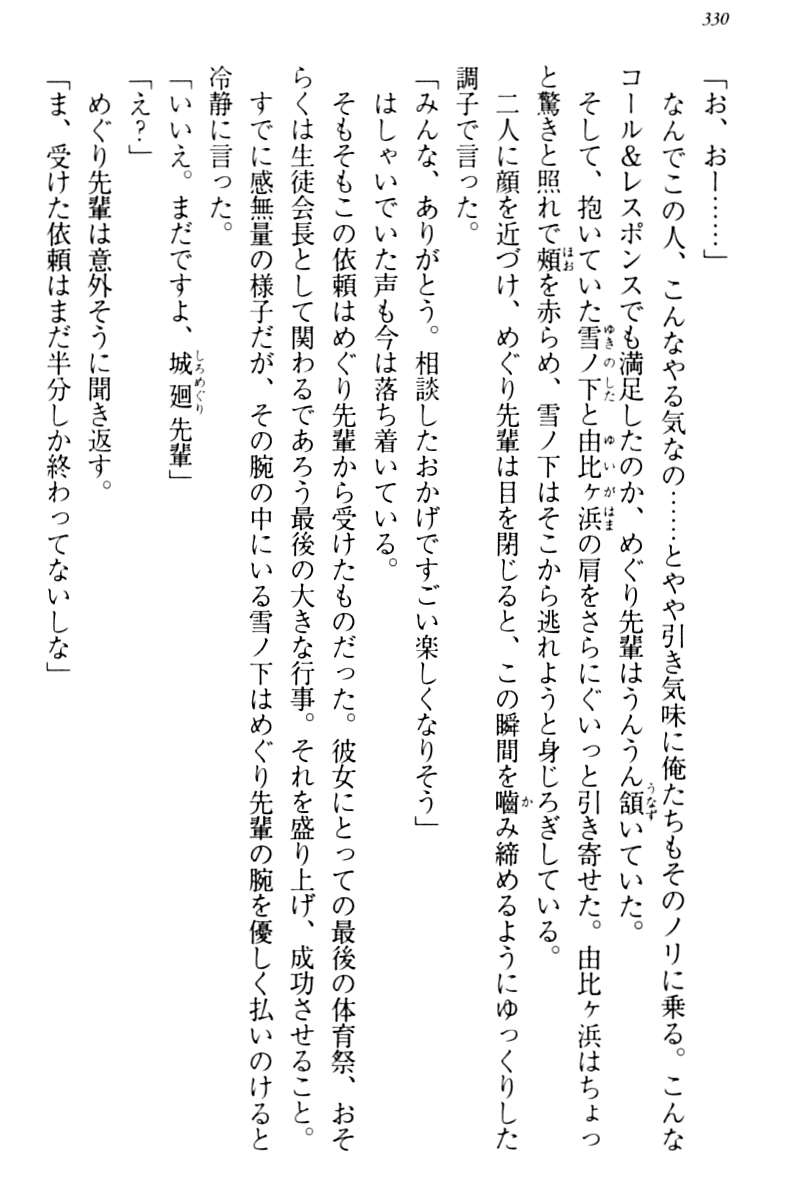 330
「お、おー……」
　なんでこの人、こんなやる気なの……とやや引き気味に俺たちもそのノリに乗る。こんな
コール＆レスポンスでも満足したのか、めぐり先輩はうんうん頷いていた。
　そして、抱いていた雪ノ下と由比ヶ浜の肩をさらにぐいっと引き寄せた。由比ヶ浜はちょっ
と驚きと照れで頬を赤らめ、雪ノ下はそこから逃れようと身じろぎしている。
　二人に顔を近づけ、めぐり先輩は目を閉じると、この瞬間を嚙み締めるようにゆっくりした
調子で言った。
「みんな、ありがとう。相談したおかげですごい楽しくなりそう」
　はしゃいでいた声も今は落ち着いている。
　そもそもこの依頼はめぐり先輩から受けたものだった。彼女にとっての最後の体育祭、おそ
らくは生徒会長として関わるであろう最後の大きな行事。それを盛り上げ、成功させること。
　すでに感無量の様子だが、その腕の中にいる雪ノ下はめぐり先輩の腕を優しく払いのけると
冷静に言った。
「いいえ。まだですよ、城廻先輩」
「え？」
　めぐり先輩は意外そうに聞き返す。
「ま、受けた依頼はまだ半分しか終わってないしな」